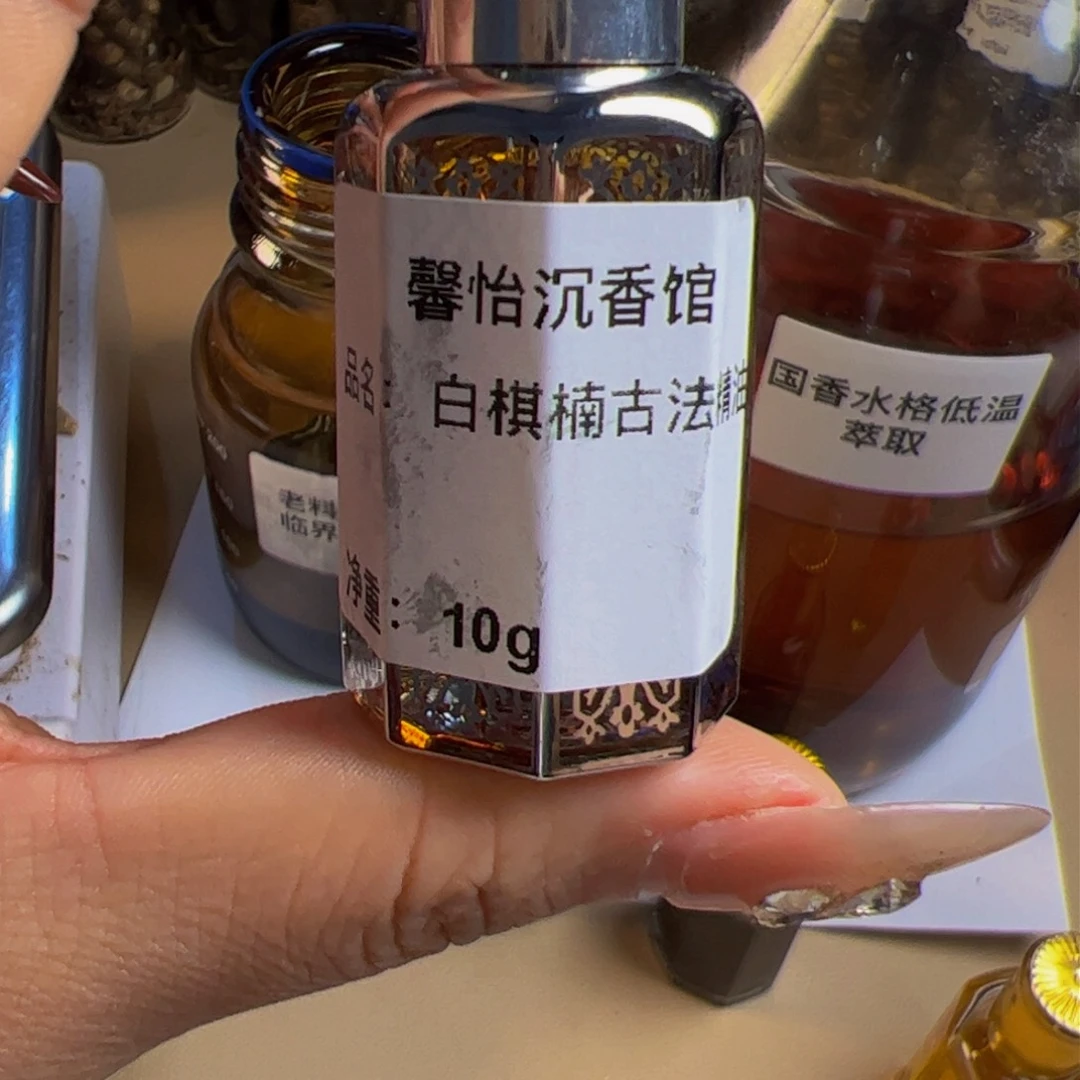 馨怡沉香馆
品名： 白棋楠古法精油
净重： 10g
国香水格低温
萃取
老料
临界